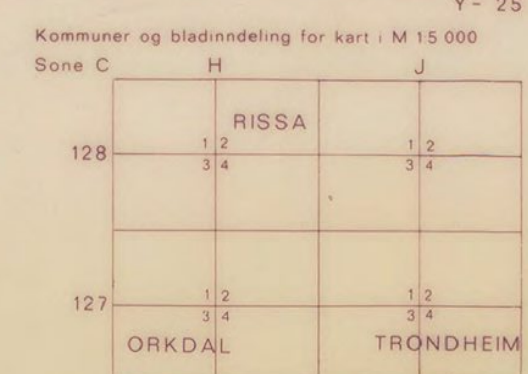 Y - 25
Kommuner og bladinndeling for kart i M 1:5 000
Sone C H J
RISSA
1 2 1 2
128
3 4 3 4
1 2 1 2
127
3 4 3 4
ORKDAL TRONDHEIM